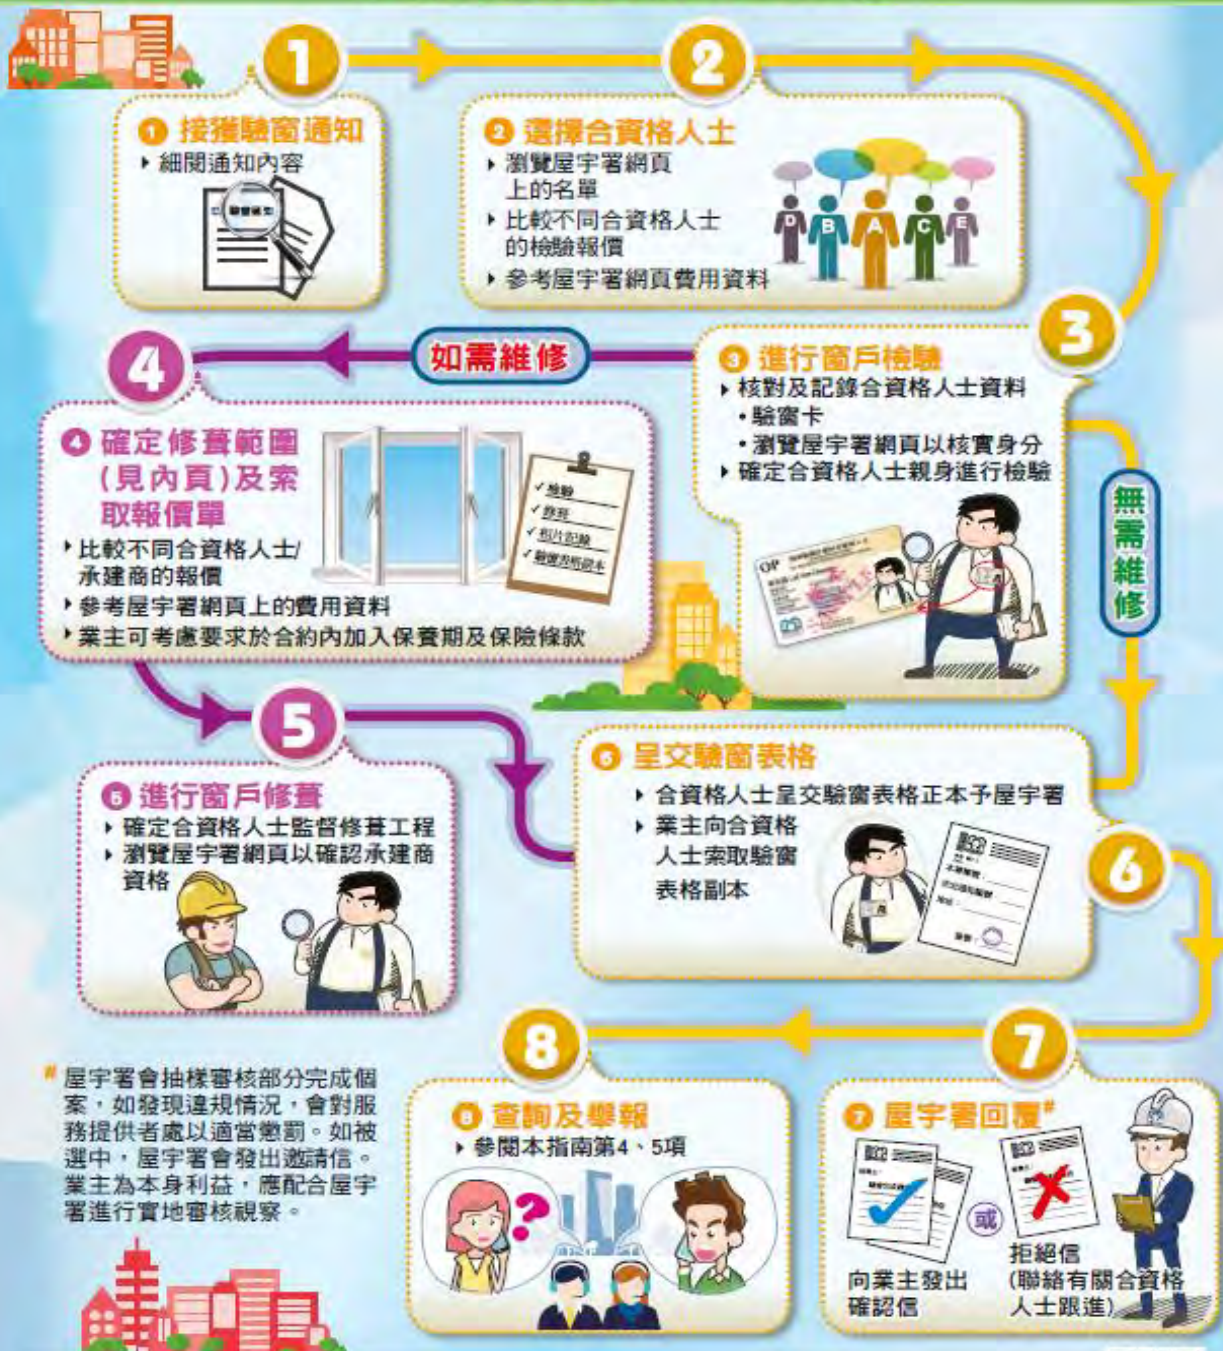 1
❶ 接獲驗窗通知
細閱通知內容
2
❷ 選擇合資格人士
瀏覽屋宇署網頁
上的名單
比較不同合資格人士
的檢驗報價
參考屋宇署網頁費用資料
D B A C E
3
❸ 進行窗戶檢驗
核對及記錄合資格人士資料
•驗窗卡
•瀏覽屋宇署網頁以核實身分
確定合資格人士親身進行檢驗
OP
如需維修
無需維修
4
❹ 確定修葺範圍
(見內頁)及索
取報價單
比較不同合資格人士/
承建商的報價
參考屋宇署網頁上的費用資料
業主可考慮要求於合約內加入保養期及保險條款
✓檢驗
✓相片記錄
5
❺ 進行窗戶修葺
確定合資格人士監督修葺工程
瀏覽屋宇署網頁以確認承建商
資格
6
❻ 呈交驗窗表格
合資格人士呈交驗窗表格正本予屋宇署
業主向合資格
人士索取驗窗
表格副本
7
❼ 屋宇署回覆#
向業主發出
確認信
或
拒絕信
(聯絡有關合資格
人士跟進)
8
❽ 查詢及舉報
參閱本指南第4、5項
?
# 屋宇署會抽樣審核部分完成個
案，如發現違規情況，會對服
務提供者處以適當懲罰。如被
選中，屋宇署會發出邀請信。
業主為本身利益，應配合屋宇
署進行實地審核視察。